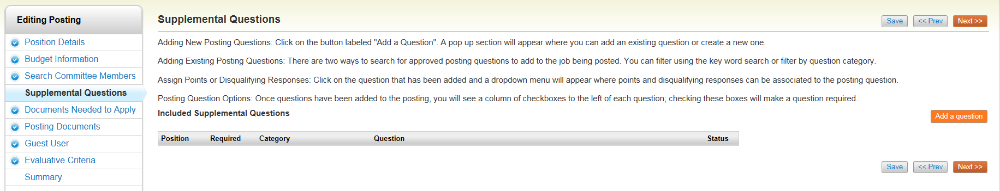 Editing Posting
Position Details
Budget Information
Search Committee Members
Supplemental Questions
Documents Needed to Apply
Posting Documents
Guest User
Evaluative Criteria
Summary
Supplemental Questions
Save
<< Prev
Next >>
Adding New Posting Questions: Click on the button labeled "Add a Question". A pop up section will appear where you can add an existing question or create a new one.
Adding Existing Posting Questions: There are two ways to search for approved posting questions to add to the job being posted. You can filter using the key word search or filter by question category.
Assign Points or Disqualifying Responses: Click on the question that has been added and a dropdown menu will appear where points and disqualifying responses can be associated to the posting question.
Posting Question Options: Once questions have been added to the posting, you will see a column of checkboxes to the left of each question; checking these boxes will make a question required.
Included Supplemental Questions
Add a question
Position Required Category Question Status
Save
<< Prev
Next >>